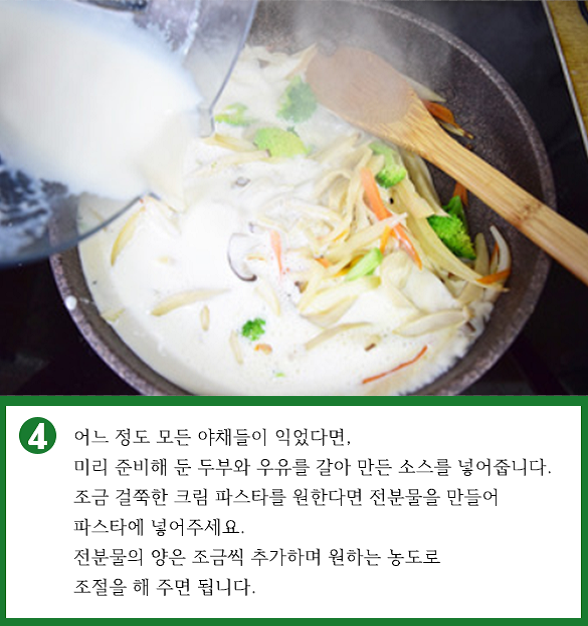 4
어느 정도 모든 야채들이 익었다면,
미리 준비해 둔 두부와 우유를 갈아 만든 소스를 넣어줍니다.
조금 걸쭉한 크림 파스타를 원한다면 전분물을 만들어
파스타에 넣어주세요.
전분물의 양은 조금씩 추가하며 원하는 농도로
조절을 해 주면 됩니다.